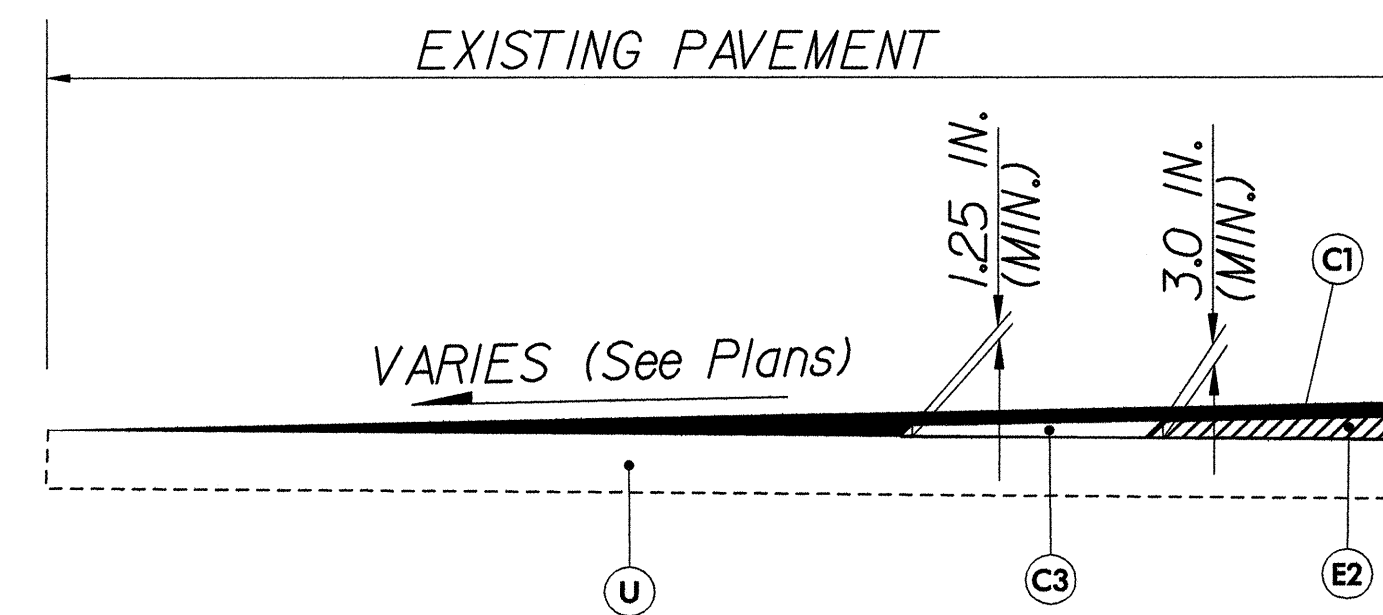 EXISTING PAVEMENT
1.25 IN.
(MIN.)
3.0 IN.
(MIN.)
C1
VARIES (See Plans)
U
C3
E2